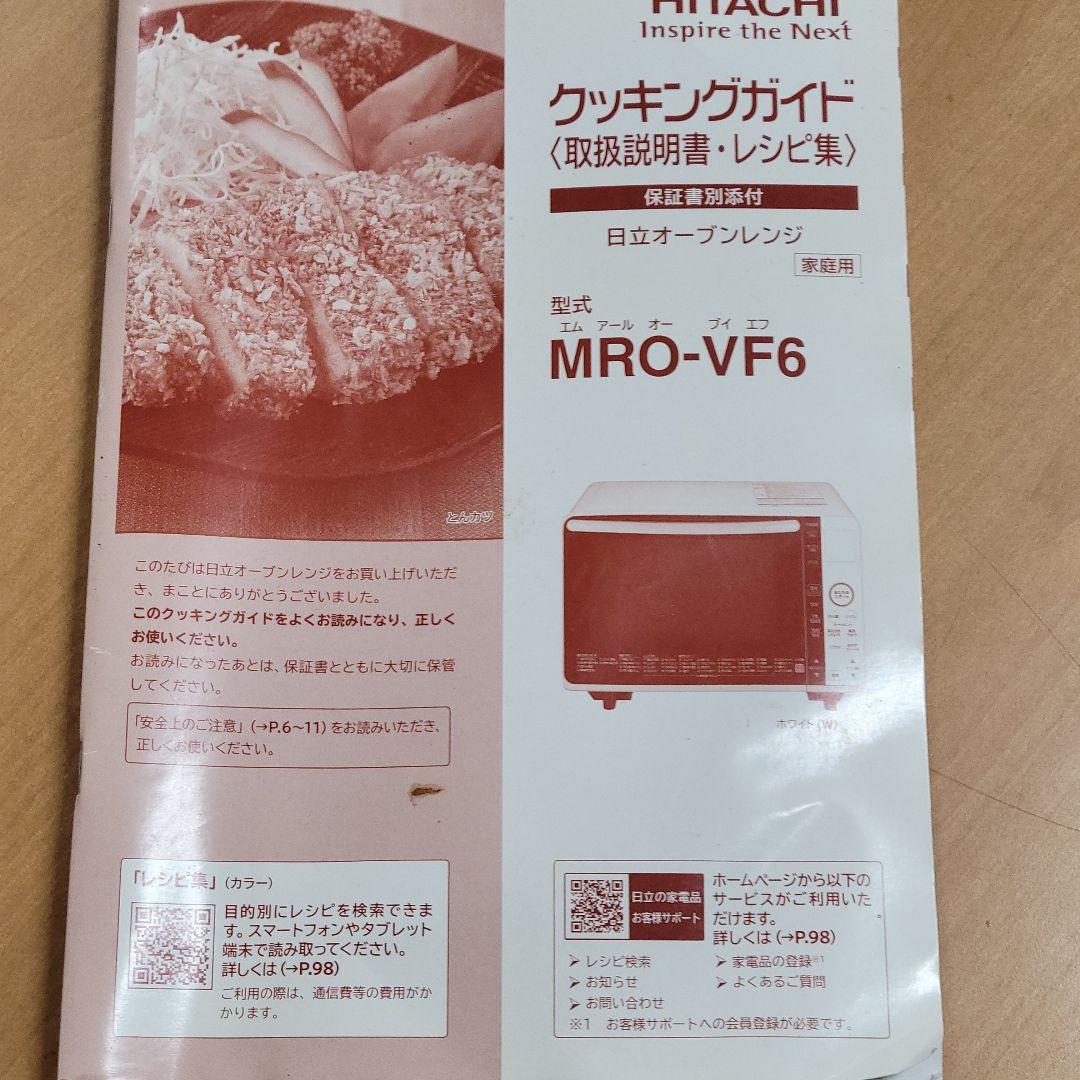 HITACHI
Inspire the Next
クッキングガイド
〈取扱説明書・レシピ集〉
保証書別添付
日立オーブンレンジ
家庭用
型式
エム アール オー ブイ エフ
MRO-VF6
とんカツ
このたびは日立オーブンレンジをお買い上げいただ
き、まことにありがとうございました。
このクッキングガイドをよくお読みになり、正しく
お使いください。
お読みになったあとは、保証書とともに大切に保管
してください。
「安全上のご注意」(→P.6~11)をお読みいただき、
正しくお使いください。
ホワイト(W)
「レシピ集」(カラー)
目的別にレシピを検索できま
す。スマートフォンやタブレット
端末で読み取ってください。
詳しくは(→P.98)
ご利用の際は、通信費等の費用がか
かります。
日立の家電品
お客様サポート
ホームページから以下の
サービスがご利用いた
だけます。
詳しくは(→P.98)
➤ レシピ検索
➤ 家電品の登録※1
➤ お知らせ
➤ よくあるご質問
➤ お問い合わせ
※1 お客様サポートへの会員登録が必要です。